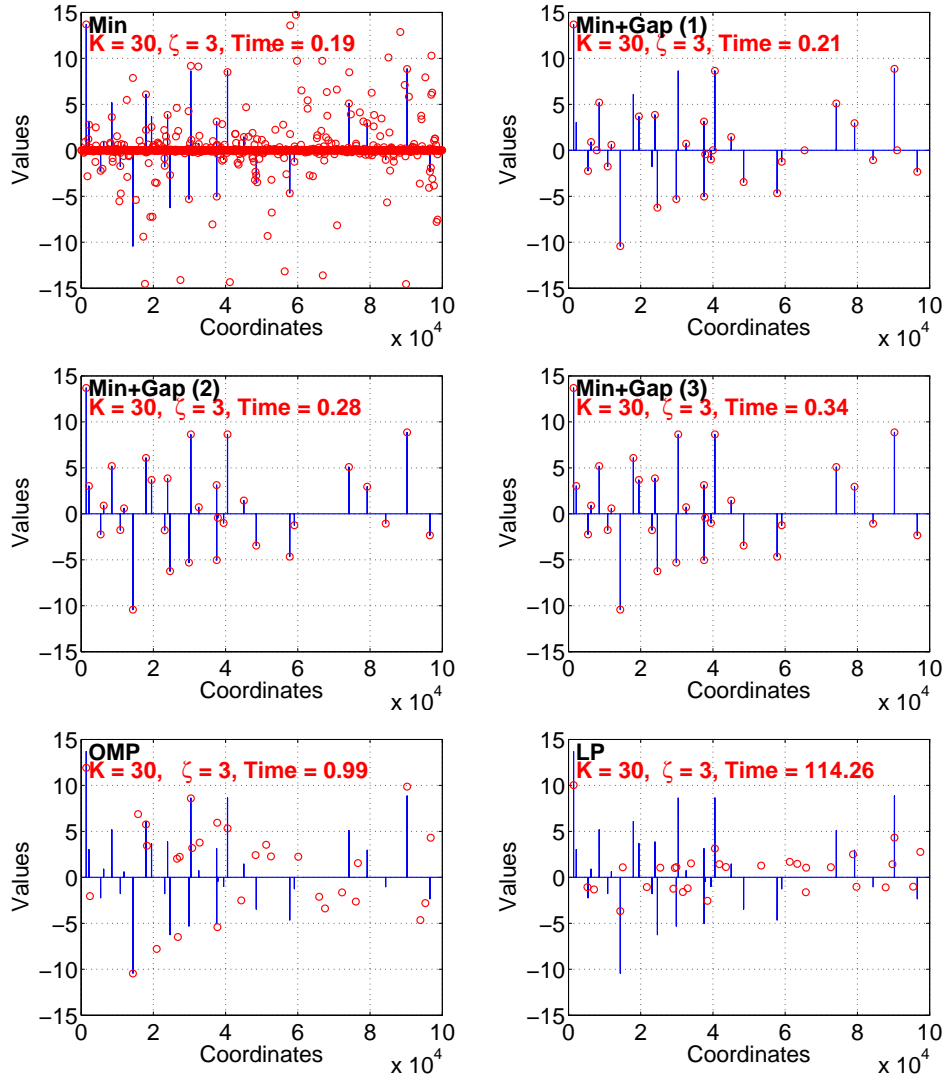 Min
K = 30, ζ = 3, Time = 0.19
Values
15
10
5
0
−5
−10
−15
0 2 4 6 8 10
Coordinates
x 10^4
Min+Gap (1)
K = 30, ζ = 3, Time = 0.21
Values
15
10
5
0
−5
−10
−15
0 2 4 6 8 10
Coordinates
x 10^4
Min+Gap (2)
K = 30, ζ = 3, Time = 0.28
Values
15
10
5
0
−5
−10
−15
0 2 4 6 8 10
Coordinates
x 10^4
Min+Gap (3)
K = 30, ζ = 3, Time = 0.34
Values
15
10
5
0
−5
−10
−15
0 2 4 6 8 10
Coordinates
x 10^4
OMP
K = 30, ζ = 3, Time = 0.99
Values
15
10
5
0
−5
−10
−15
0 2 4 6 8 10
Coordinates
x 10^4
LP
K = 30, ζ = 3, Time = 114.26
Values
15
10
5
0
−5
−10
−15
0 2 4 6 8 10
Coordinates
x 10^4